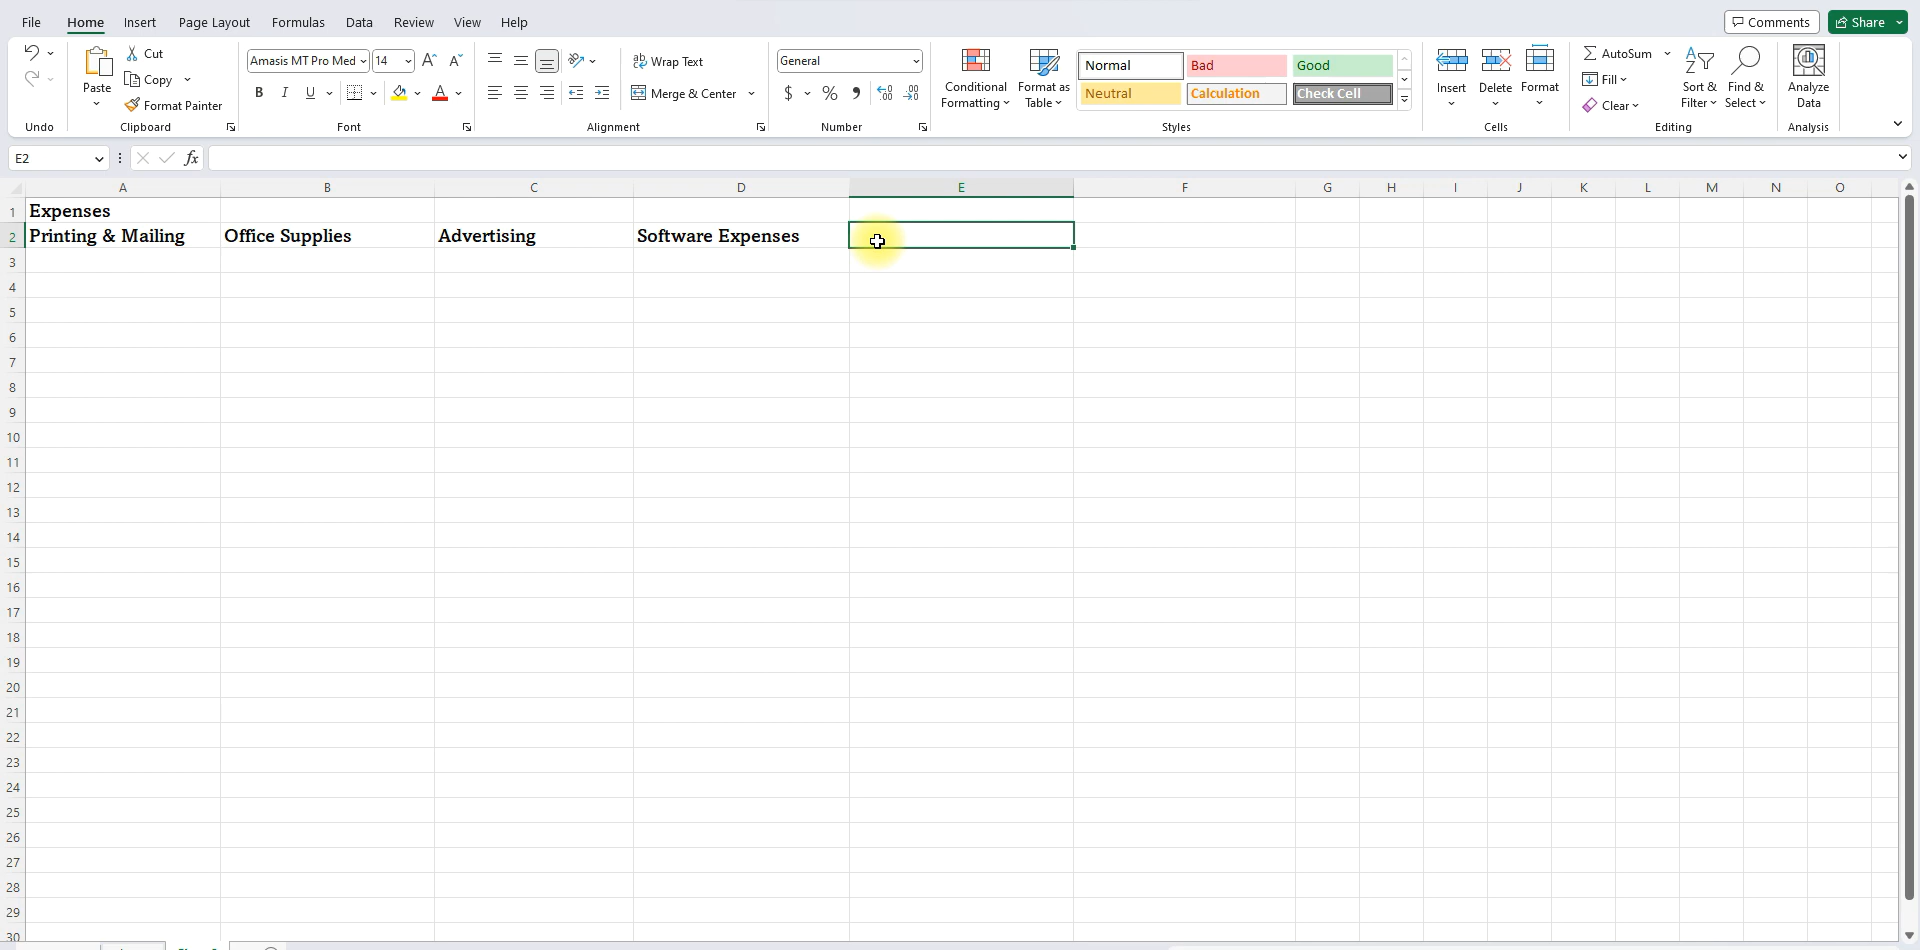 File Home Insert Page Layout Formulas Data Review View Help Comments Share
Cut AutoSum
Amasis MT Pro Med 14 Wrap Text General Normal Bad Good
Copy Fill
Paste Conditional Formatting Format as Table Insert Delete Format Sort & Filter Find & Select Analyze Data
B I U A Merge & Center $ % Neutral Calculation Check Cell
Format Painter Clear
Undo Clipboard Font Alignment Number Styles Cells Editing Analysis
E2 fx
A B C D E F G H I J K L M N O
1 Expenses
2 Printing & Mailing Office Supplies Advertising Software Expenses
3
4
5
6
7
8
9
10
11
12
13
14
15
16
17
18
19
20
21
22
23
24
25
26
27
28
29
30